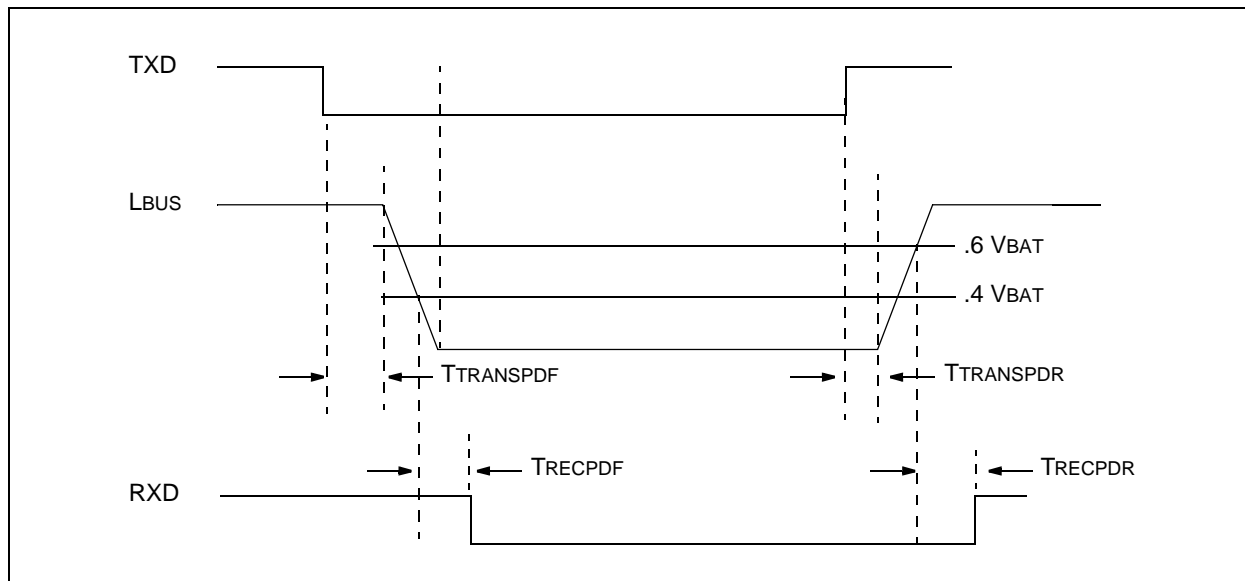 TXD
LBUS
.6 VBAT
.4 VBAT
TTRANSPDF
TTRANSPDR
TRECPDF
TRECPDR
RXD